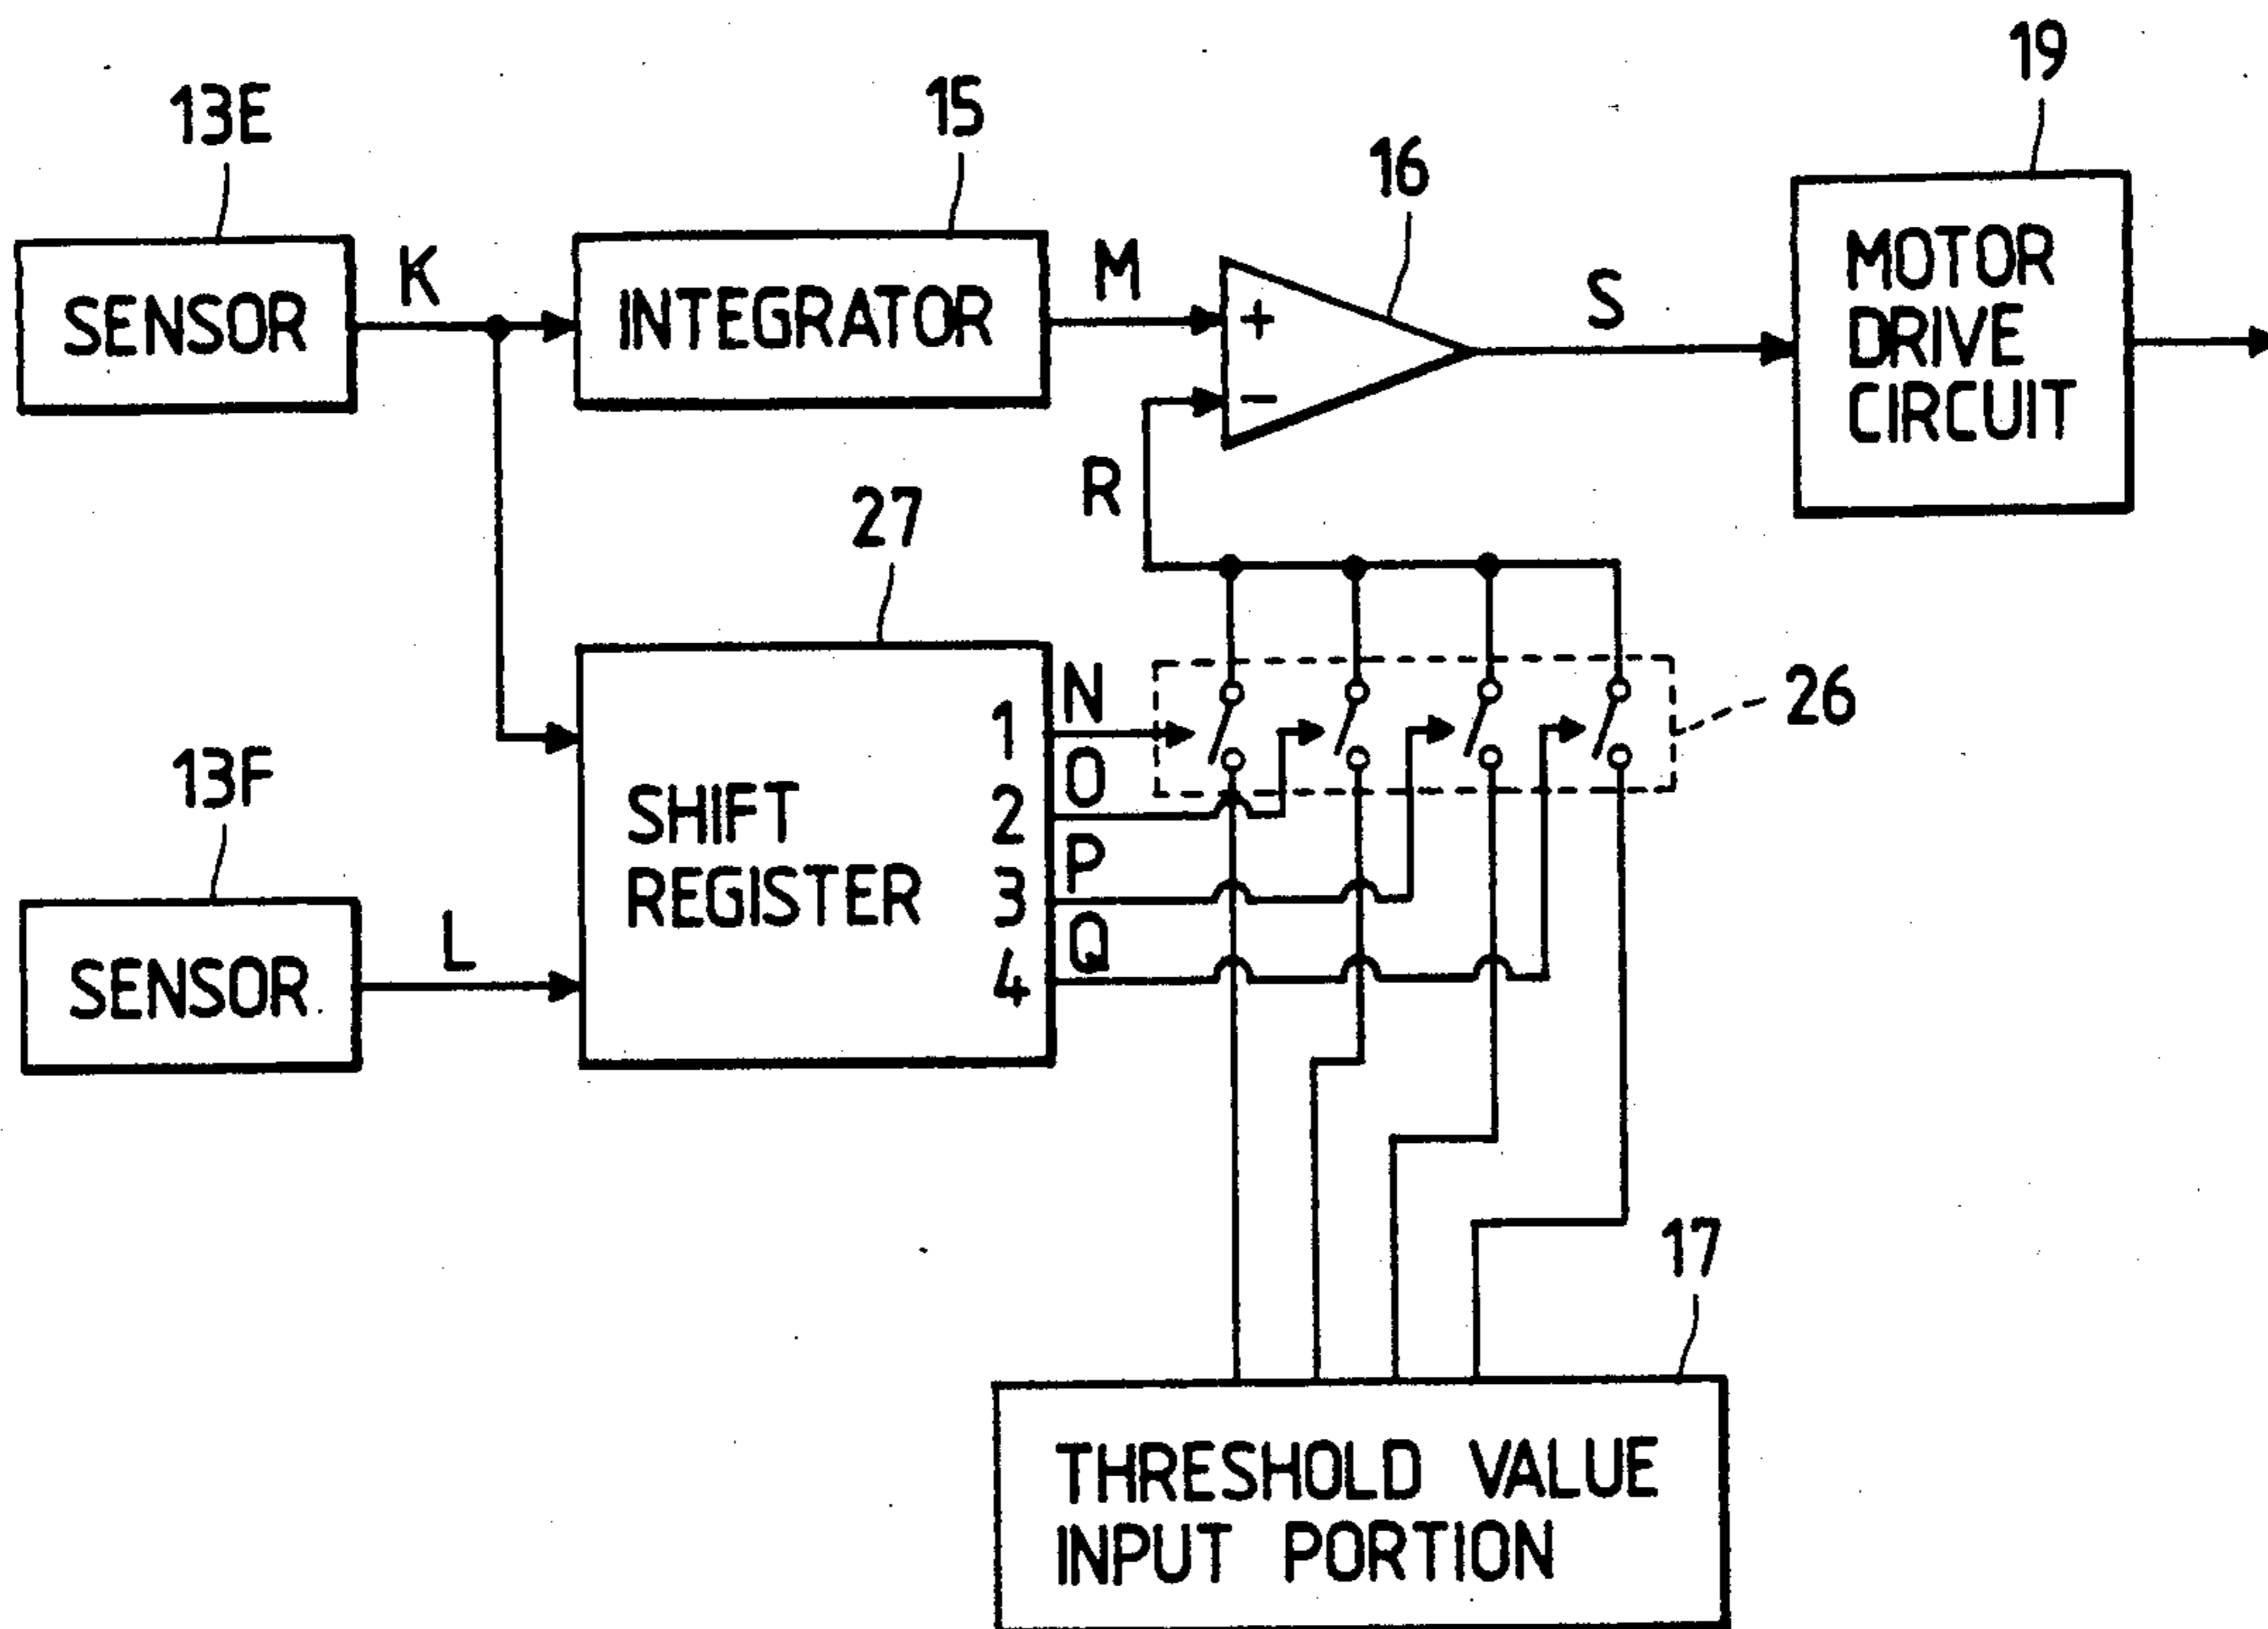 19
13E
15
16
SENSOR
K
INTEGRATOR
M
+
−
S
MOTOR
DRIVE
CIRCUIT
R
27
N
1
O
2
P
3
Q
4
SHIFT
REGISTER
26
13F
SENSOR
L
17
THRESHOLD VALUE
INPUT PORTION